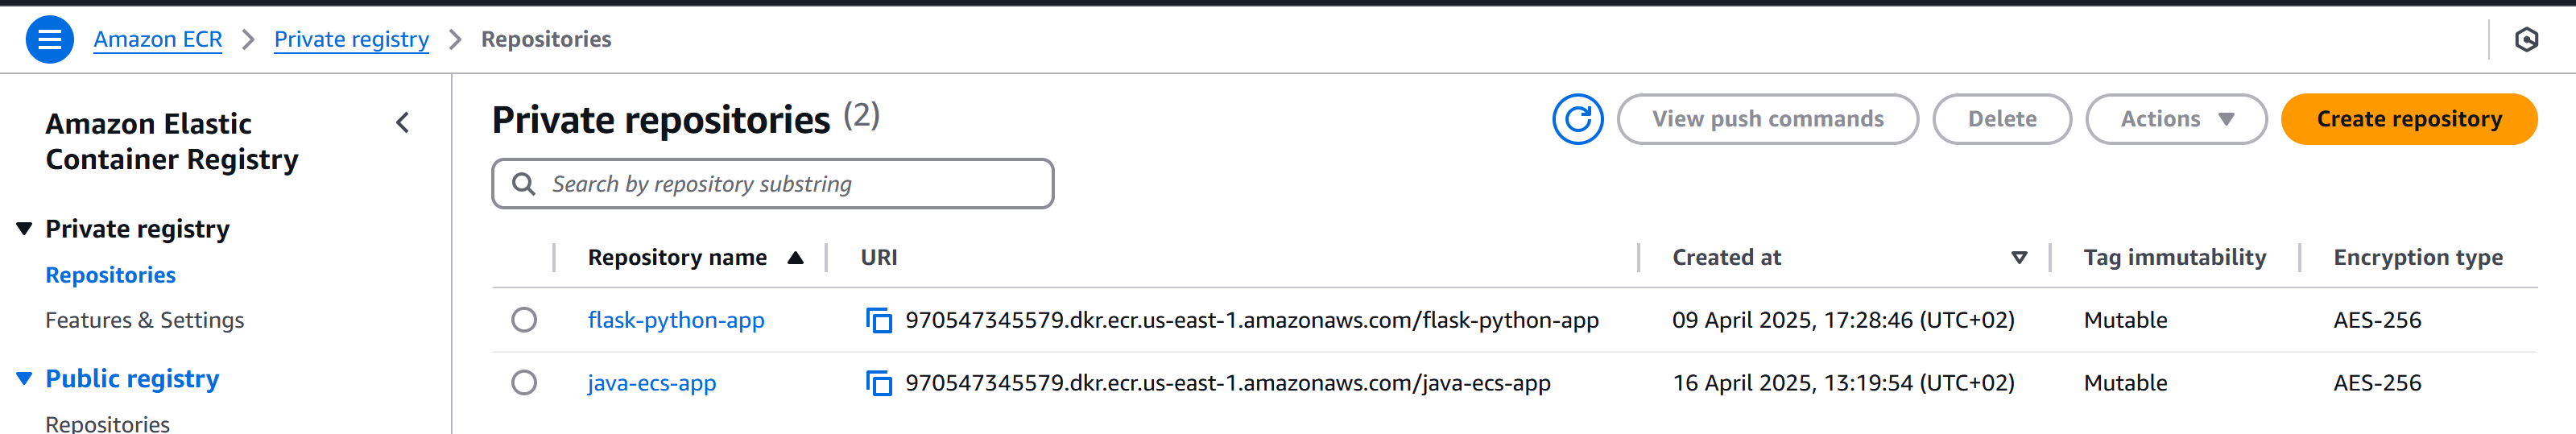 Amazon ECR > Private registry > Repositories
Amazon Elastic
Container Registry
Private registry
Repositories
Features & Settings
Public registry
Repositories
Private repositories (2)
View push commands
Delete
Actions
Create repository
Search by repository substring
Repository name URI Created at Tag immutability Encryption type
flask-python-app 970547345579.dkr.ecr.us-east-1.amazonaws.com/flask-python-app 09 April 2025, 17:28:46 (UTC+02) Mutable AES-256
java-ecs-app 970547345579.dkr.ecr.us-east-1.amazonaws.com/java-ecs-app 16 April 2025, 13:19:54 (UTC+02) Mutable AES-256